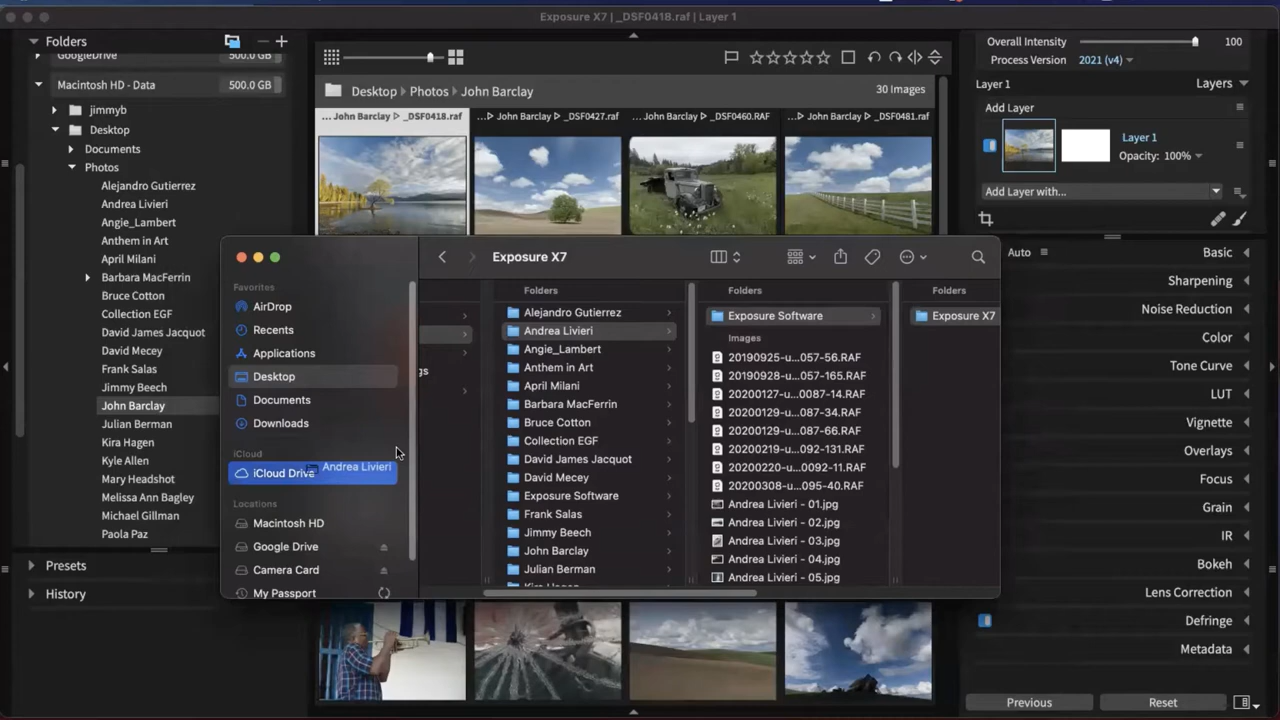 Exposure X7 | _DSF0418.raf | Layer 1
Folders
GoogleDrive 500.0 GB
Macintosh HD - Data 500.0 GB
jimmyb
Desktop
Documents
Photos
Alejandro Gutierrez
Andrea Livieri
Angie_Lambert
Anthem in Art
April Milani
Barbara MacFerrin
Bruce Cotton
Collection EGF
David James Jacquot
David Mecey
Frank Salas
Jimmy Beech
John Barclay
Julian Berman
Kira Hagen
Kyle Allen
Mary Headshot
Melissa Ann Bagley
Michael Gillman
Paola Paz
Presets
History
Desktop Photos John Barclay
30 Images
... John Barclay _DSF0418.raf
... John Barclay _DSF0427.raf
... John Barclay _DSF0460.RAF
... John Barclay _DSF0481.raf
Exposure X7
Favorites
AirDrop
Recents
Applications
Desktop
Documents
Downloads
iCloud
iCloud Drive
Andrea Livieri
Locations
Macintosh HD
Google Drive
Camera Card
My Passport
gs
Folders
Alejandro Gutierrez
Andrea Livieri
Angie_Lambert
Anthem in Art
April Milani
Barbara MacFerrin
Bruce Cotton
Collection EGF
David James Jacquot
David Mecey
Exposure Software
Frank Salas
Jimmy Beech
John Barclay
Julian Berman
Kira Hagen
Folders
Exposure Software
Images
20190925-u...057-56.RAF
20190928-u...057-165.RAF
20200127-u...0087-14.RAF
20200129-u...087-34.RAF
20200129-u...087-66.RAF
20200219-u...092-131.RAF
20200220-u...0092-11.RAF
20200308-u...095-40.RAF
Andrea Livieri - 01.jpg
Andrea Livieri - 02.jpg
Andrea Livieri - 03.jpg
Andrea Livieri - 04.jpg
Andrea Livieri - 05.jpg
Folders
Exposure X7
Overall Intensity 100
Process Version 2021 (v4)
Layer 1 Layers
Add Layer
Layer 1
Opacity: 100%
Add Layer with...
Auto Basic
Sharpening
Noise Reduction
Color
Tone Curve
LUT
Vignette
Overlays
Focus
Grain
IR
Bokeh
Lens Correction
Defringe
Metadata
Previous Reset